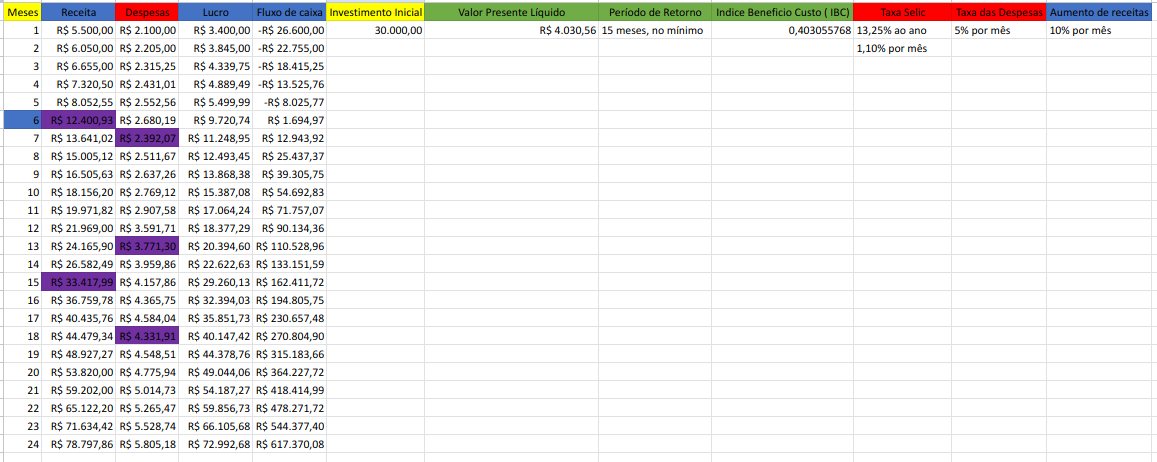 Meses Receita Despesas Lucro Fluxo de caixa Investimento Inicial Valor Presente Líquido Período de Retorno Indice Beneficio Custo ( IBC) Taxa Selic Taxa das Despesas Aumento de receitas
1 R$ 5.500,00 R$ 2.100,00 R$ 3.400,00 -R$ 26.600,00 30.000,00 R$ 4.030,56 15 meses, no mínimo 0,403055768 13,25% ao ano 5% por mês 10% por mês
2 R$ 6.050,00 R$ 2.205,00 R$ 3.845,00 -R$ 22.755,00 1,10% por mês
3 R$ 6.655,00 R$ 2.315,25 R$ 4.339,75 -R$ 18.415,25
4 R$ 7.320,50 R$ 2.431,01 R$ 4.889,49 -R$ 13.525,76
5 R$ 8.052,55 R$ 2.552,56 R$ 5.499,99 -R$ 8.025,77
6 R$ 12.400,93 R$ 2.680,19 R$ 9.720,74 R$ 1.694,97
7 R$ 13.641,02 R$ 2.392,07 R$ 11.248,95 R$ 12.943,92
8 R$ 15.005,12 R$ 2.511,67 R$ 12.493,45 R$ 25.437,37
9 R$ 16.505,63 R$ 2.637,26 R$ 13.868,38 R$ 39.305,75
10 R$ 18.156,20 R$ 2.769,12 R$ 15.387,08 R$ 54.692,83
11 R$ 19.971,82 R$ 2.907,58 R$ 17.064,24 R$ 71.757,07
12 R$ 21.969,00 R$ 3.591,71 R$ 18.377,29 R$ 90.134,36
13 R$ 24.165,90 R$ 3.771,30 R$ 20.394,60 R$ 110.528,96
14 R$ 26.582,49 R$ 3.959,86 R$ 22.622,63 R$ 133.151,59
15 R$ 33.417,99 R$ 4.157,86 R$ 29.260,13 R$ 162.411,72
16 R$ 36.759,78 R$ 4.365,75 R$ 32.394,03 R$ 194.805,75
17 R$ 40.435,76 R$ 4.584,04 R$ 35.851,73 R$ 230.657,48
18 R$ 44.479,34 R$ 4.331,91 R$ 40.147,42 R$ 270.804,90
19 R$ 48.927,27 R$ 4.548,51 R$ 44.378,76 R$ 315.183,66
20 R$ 53.820,00 R$ 4.775,94 R$ 49.044,06 R$ 364.227,72
21 R$ 59.202,00 R$ 5.014,73 R$ 54.187,27 R$ 418.414,99
22 R$ 65.122,20 R$ 5.265,47 R$ 59.856,73 R$ 478.271,72
23 R$ 71.634,42 R$ 5.528,74 R$ 66.105,68 R$ 544.377,40
24 R$ 78.797,86 R$ 5.805,18 R$ 72.992,68 R$ 617.370,08